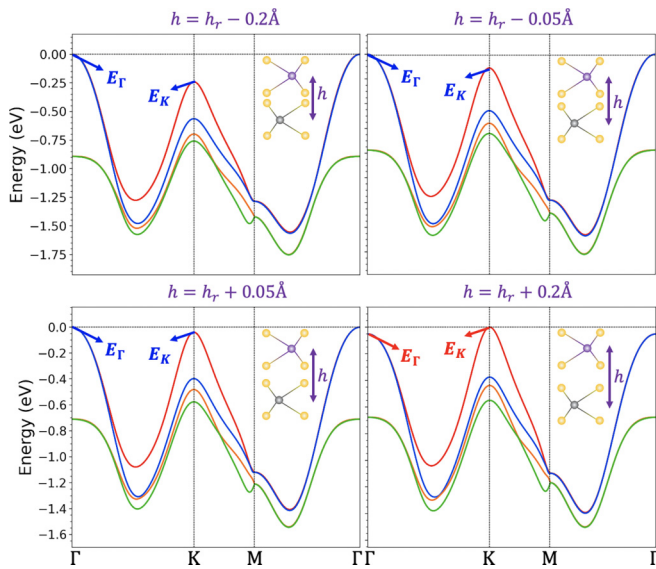 h = h_r − 0.2Å
h = h_r − 0.05Å
Energy (eV)
0.00
−0.25
−0.50
−0.75
−1.00
−1.25
−1.50
−1.75
E_Γ
E_K
h
E_Γ
E_K
h
h = h_r + 0.05Å
h = h_r + 0.2Å
Energy (eV)
0.0
−0.2
−0.4
−0.6
−0.8
−1.0
−1.2
−1.4
−1.6
E_Γ
E_K
h
E_Γ
E_K
h
Γ K M Γ K M Γ